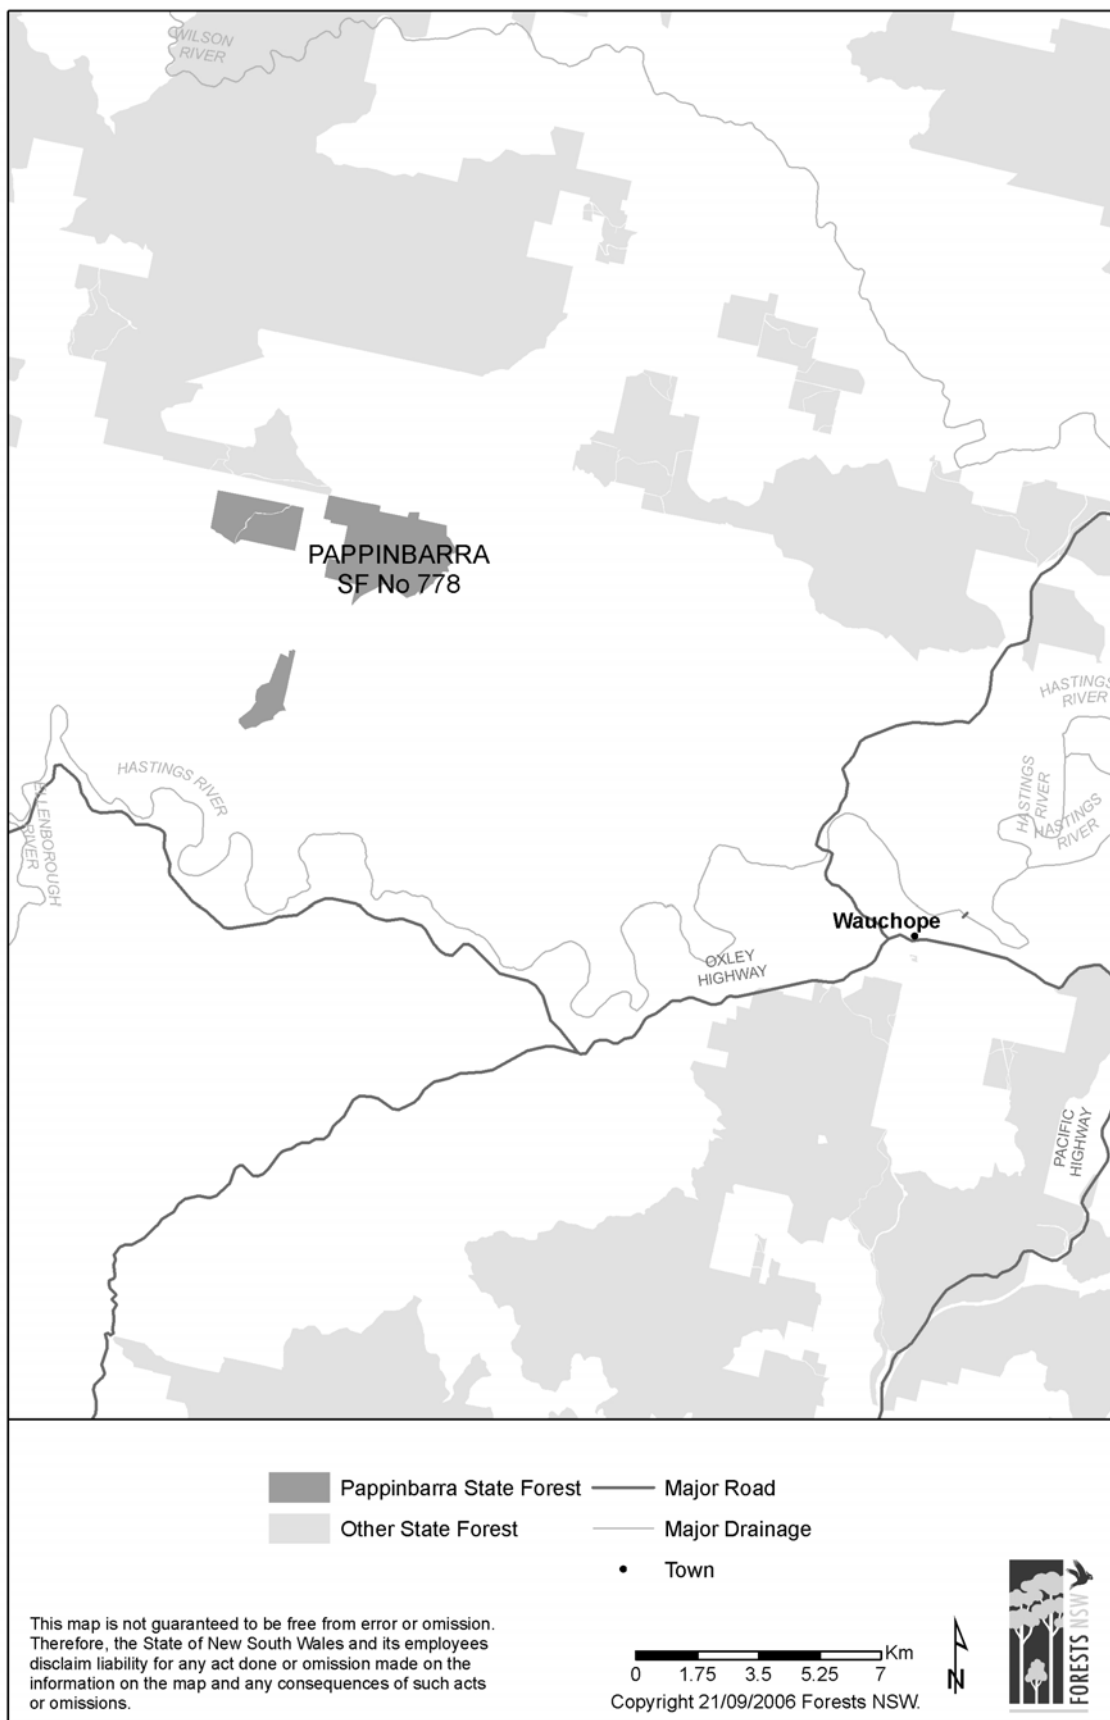 WILSON
RIVER
PAPPINBARRA
SF No 778
HASTINGS
RIVER
HASTINGS RIVER
HASTINGS
RIVER
HASTINGS
RIVER
ELLENBOROUGH
RIVER
Wauchope
OXLEY
HIGHWAY
PACIFIC
HIGHWAY
Pappinbarra State Forest
Major Road
Other State Forest
Major Drainage
Town
This map is not guaranteed to be free from error or omission.
Therefore, the State of New South Wales and its employees
disclaim liability for any act done or omission made on the
information on the map and any consequences of such acts
or omissions.
Km
0 1.75 3.5 5.25 7
Copyright 21/09/2006 Forests NSW.
N
FORESTS NSW